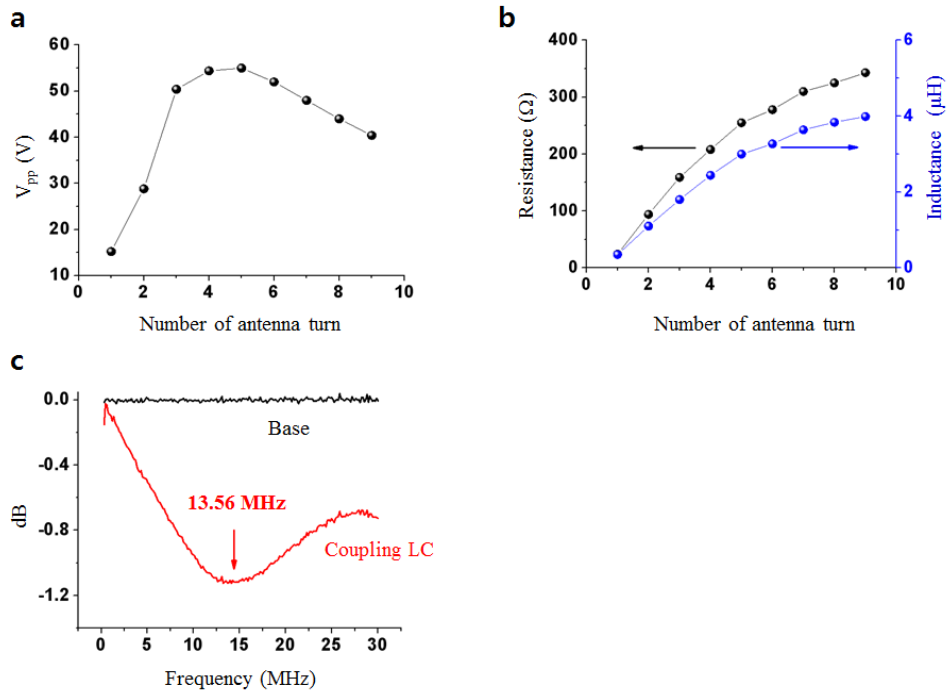 a
60
50
40
30
20
10
V_pp (V)
0 2 4 6 8 10
Number of antenna turn
b
400
300
200
100
0
Resistance (Ω)
6
4
2
0
Inductance (μH)
0 2 4 6 8 10
Number of antenna turn
c
0.0
-0.4
-0.8
-1.2
dB
Base
13.56 MHz
Coupling LC
0 5 10 15 20 25 30
Frequency (MHz)